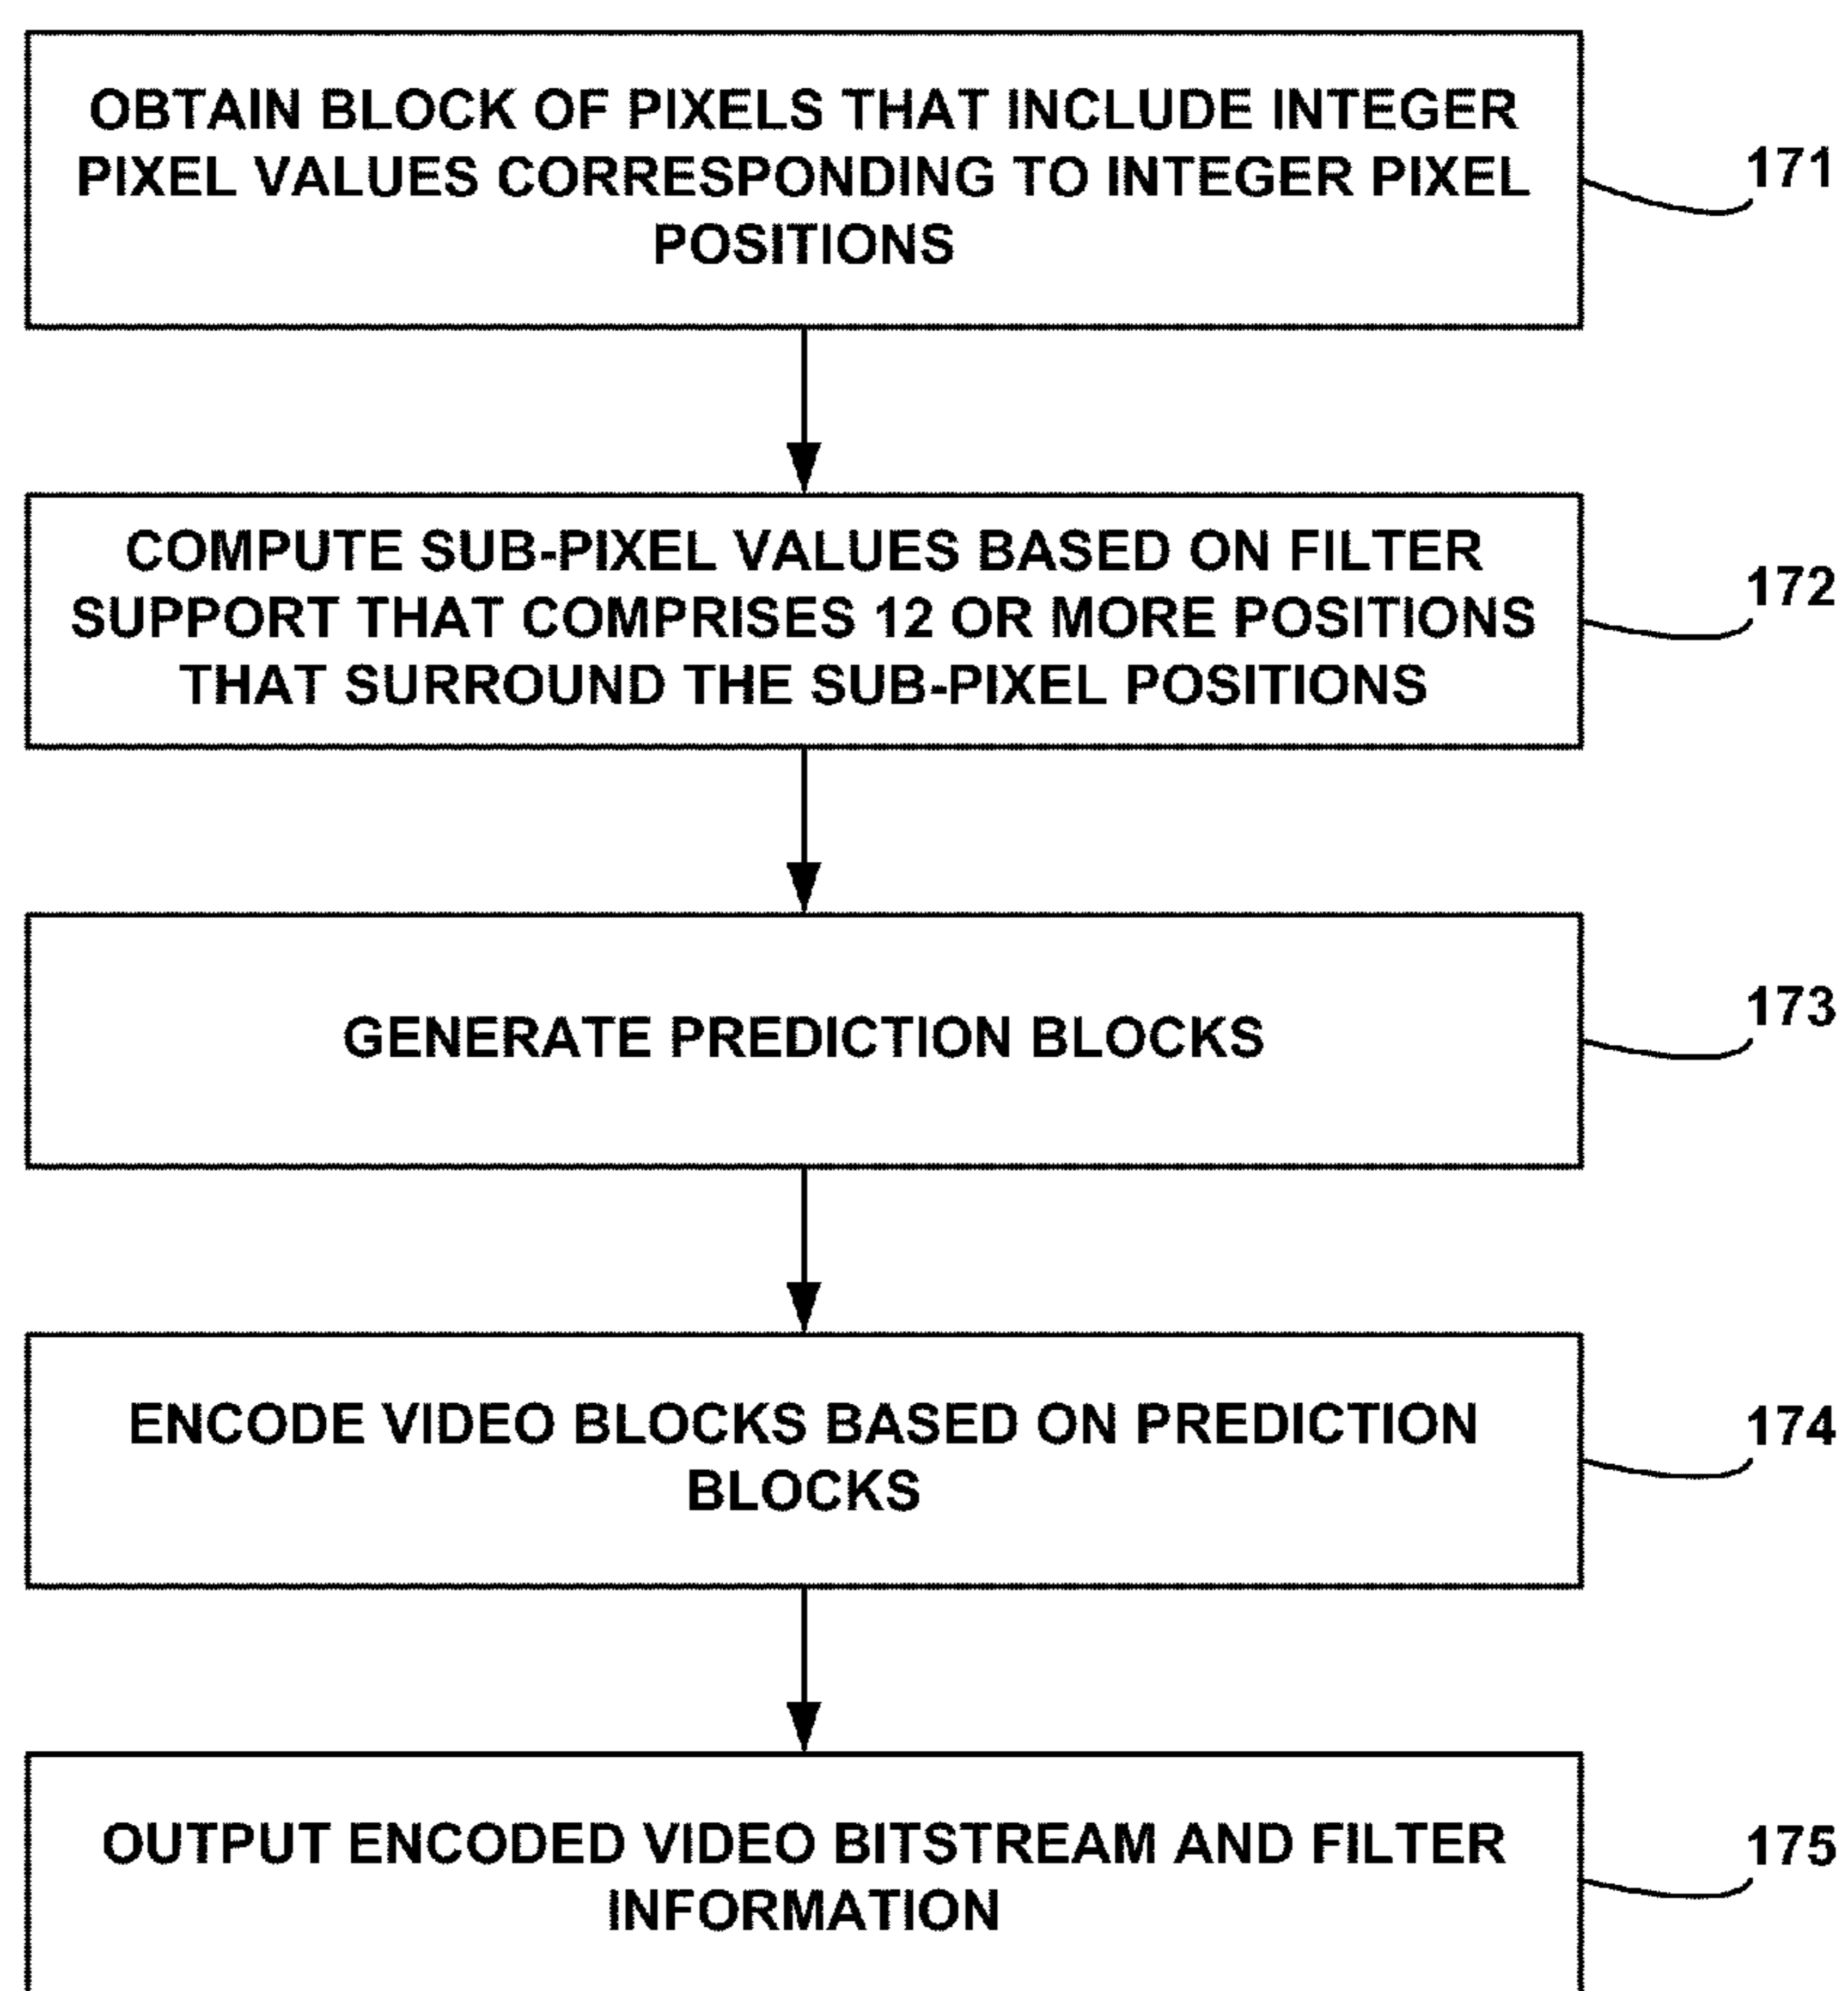 OBTAIN BLOCK OF PIXELS THAT INCLUDE INTEGER
PIXEL VALUES CORRESPONDING TO INTEGER PIXEL
POSITIONS
171
COMPUTE SUB-PIXEL VALUES BASED ON FILTER
SUPPORT THAT COMPRISES 12 OR MORE POSITIONS
THAT SURROUND THE SUB-PIXEL POSITIONS
172
GENERATE PREDICTION BLOCKS
173
ENCODE VIDEO BLOCKS BASED ON PREDICTION
BLOCKS
174
OUTPUT ENCODED VIDEO BITSTREAM AND FILTER
INFORMATION
175